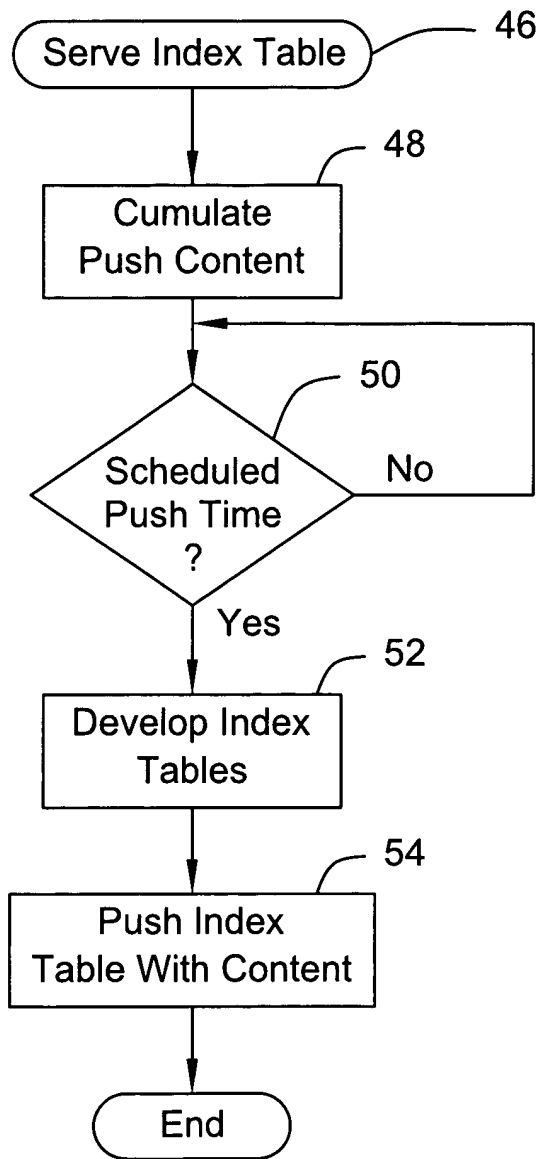 Serve Index Table
46
48
Cumulate
Push Content
50
Scheduled
Push Time
?
No
Yes
52
Develop Index
Tables
54
Push Index
Table With Content
End